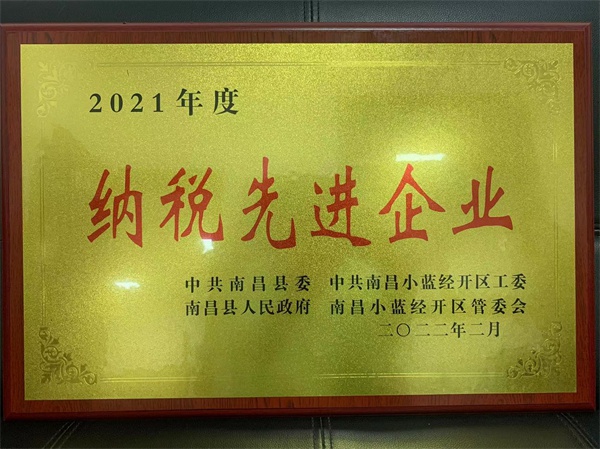 2021年度
纳税先进企业
中共南昌县委 中共南昌小蓝经开区工委
南昌县人民政府 南昌小蓝经开区管委会
二〇二二年二月